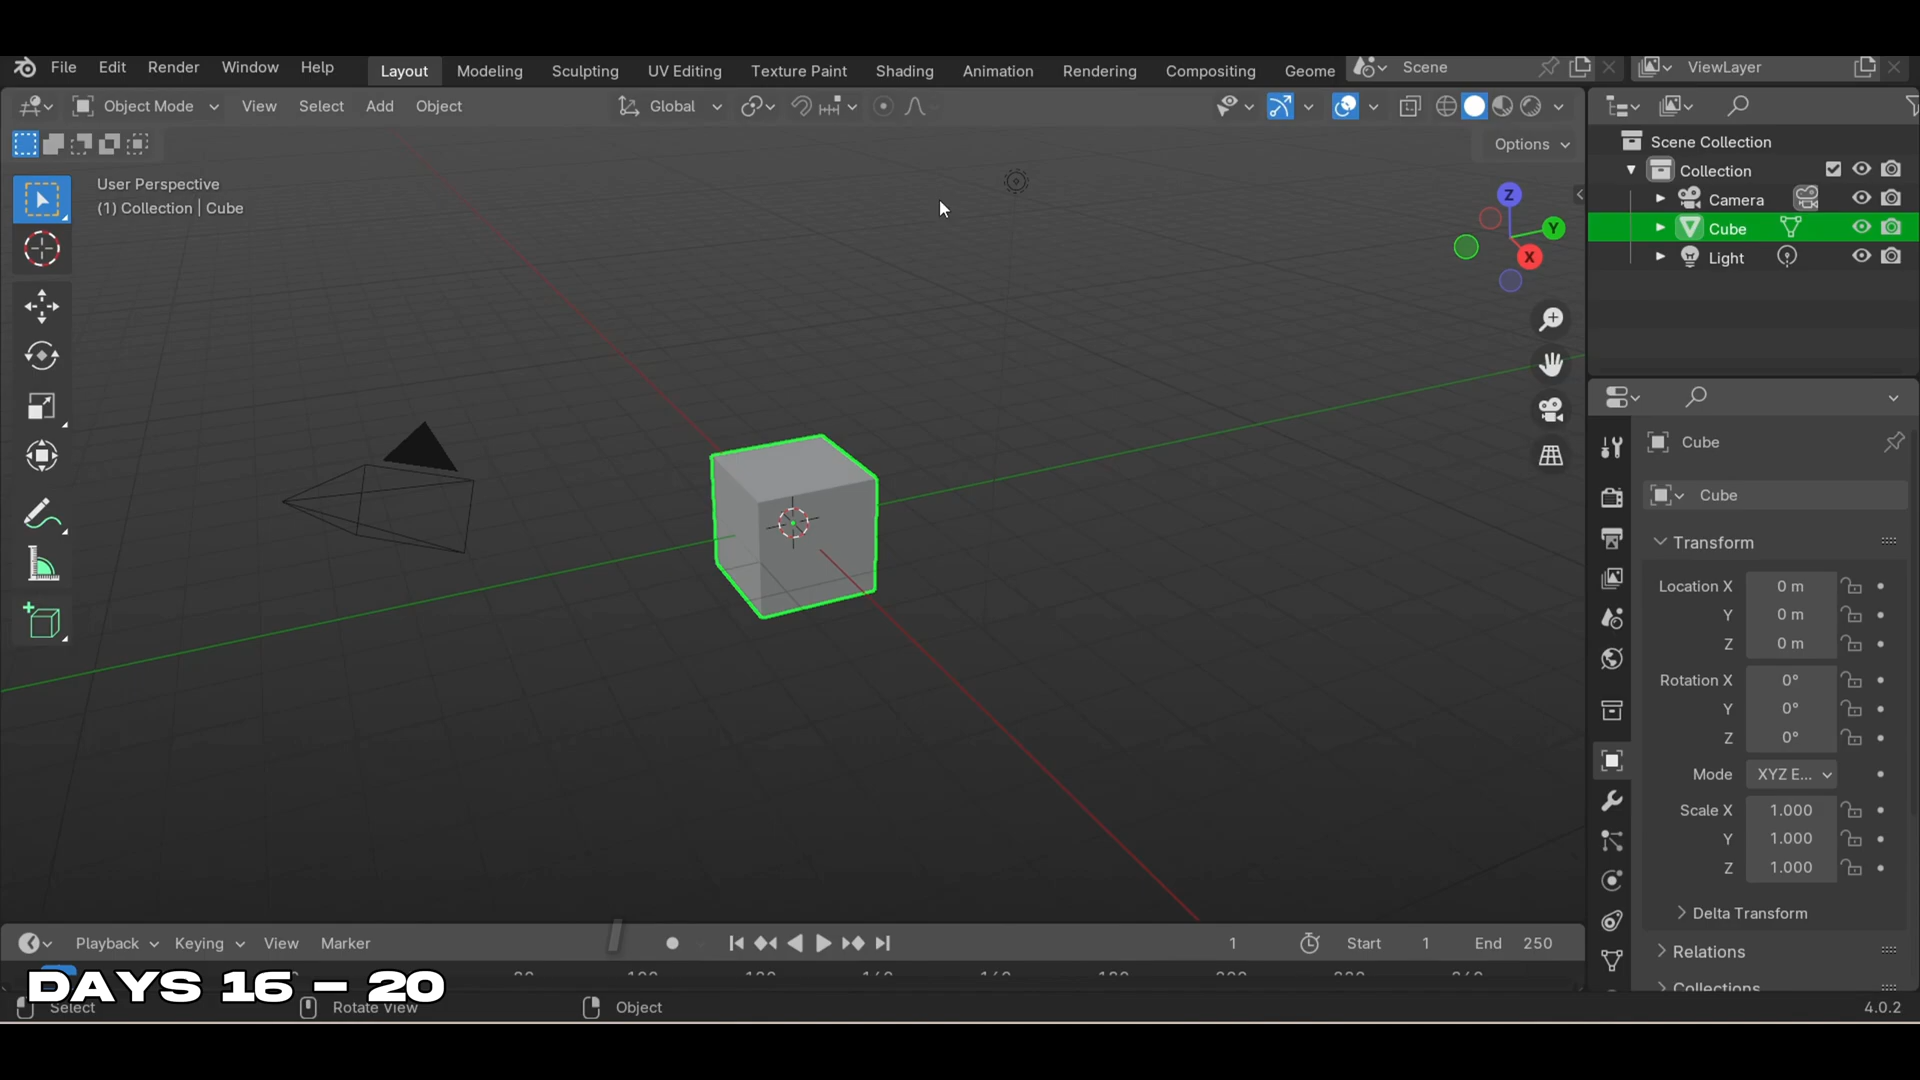 File Edit Render Window Help Layout Modeling Sculpting UV Editing Texture Paint Shading Animation Rendering Compositing Geome Scene ViewLayer
Object Mode View Select Add Object Global
Options
User Perspective
(1) Collection | Cube
Z
Y
X
Scene Collection
Collection
Camera
Cube
Light
Cube
Cube
Transform
Location X 0 m
Y 0 m
Z 0 m
Rotation X 0°
Y 0°
Z 0°
Mode XYZ E...
Scale X 1.000
Y 1.000
Z 1.000
Delta Transform
Relations
Collections
Playback Keying View Marker 1 Start 1 End 250
DAYS 16 – 20
Select Rotate View Object 4.0.2